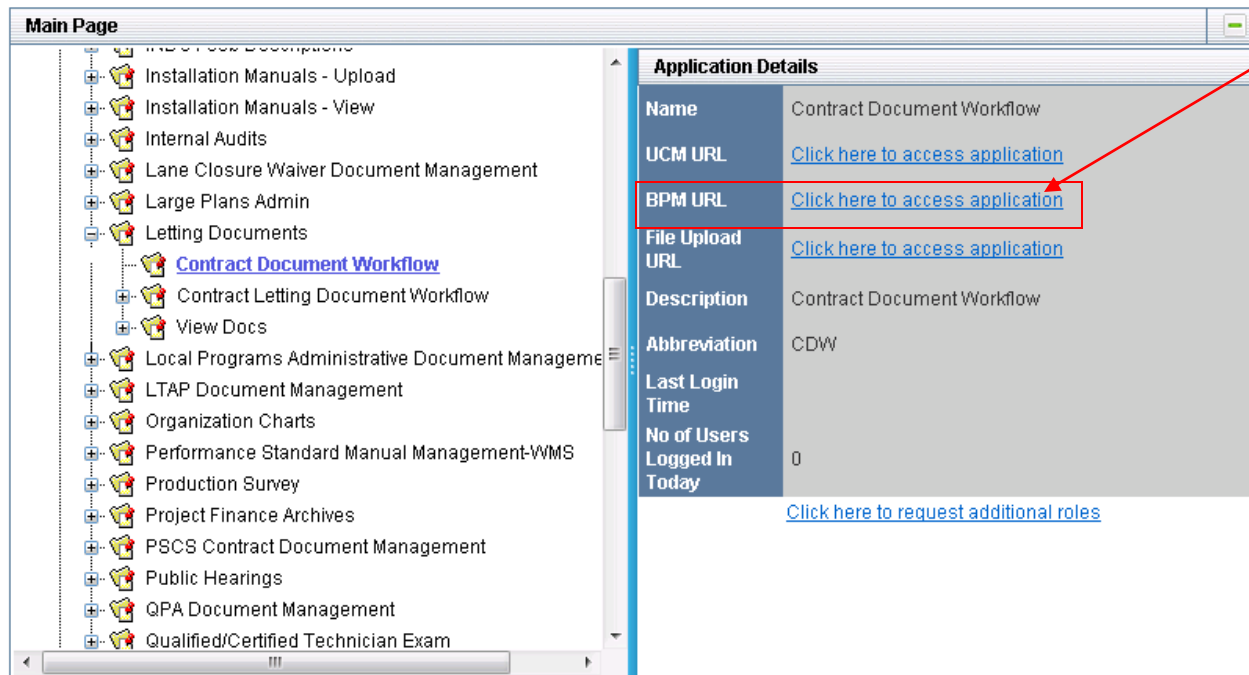 Main Page
Installation Manuals - Upload
Installation Manuals - View
Internal Audits
Lane Closure Waiver Document Management
Large Plans Admin
Letting Documents
Contract Document Workflow
Contract Letting Document Workflow
View Docs
Local Programs Administrative Document Manageme
LTAP Document Management
Organization Charts
Performance Standard Manual Management-WMS
Production Survey
Project Finance Archives
PSCS Contract Document Management
Public Hearings
QPA Document Management
Qualified/Certified Technician Exam
Application Details
Name Contract Document Workflow
UCM URL Click here to access application
BPM URL Click here to access application
File Upload
URL Click here to access application
Description Contract Document Workflow
Abbreviation CDW
Last Login
Time
No of Users
Logged In 0
Today
Click here to request additional roles